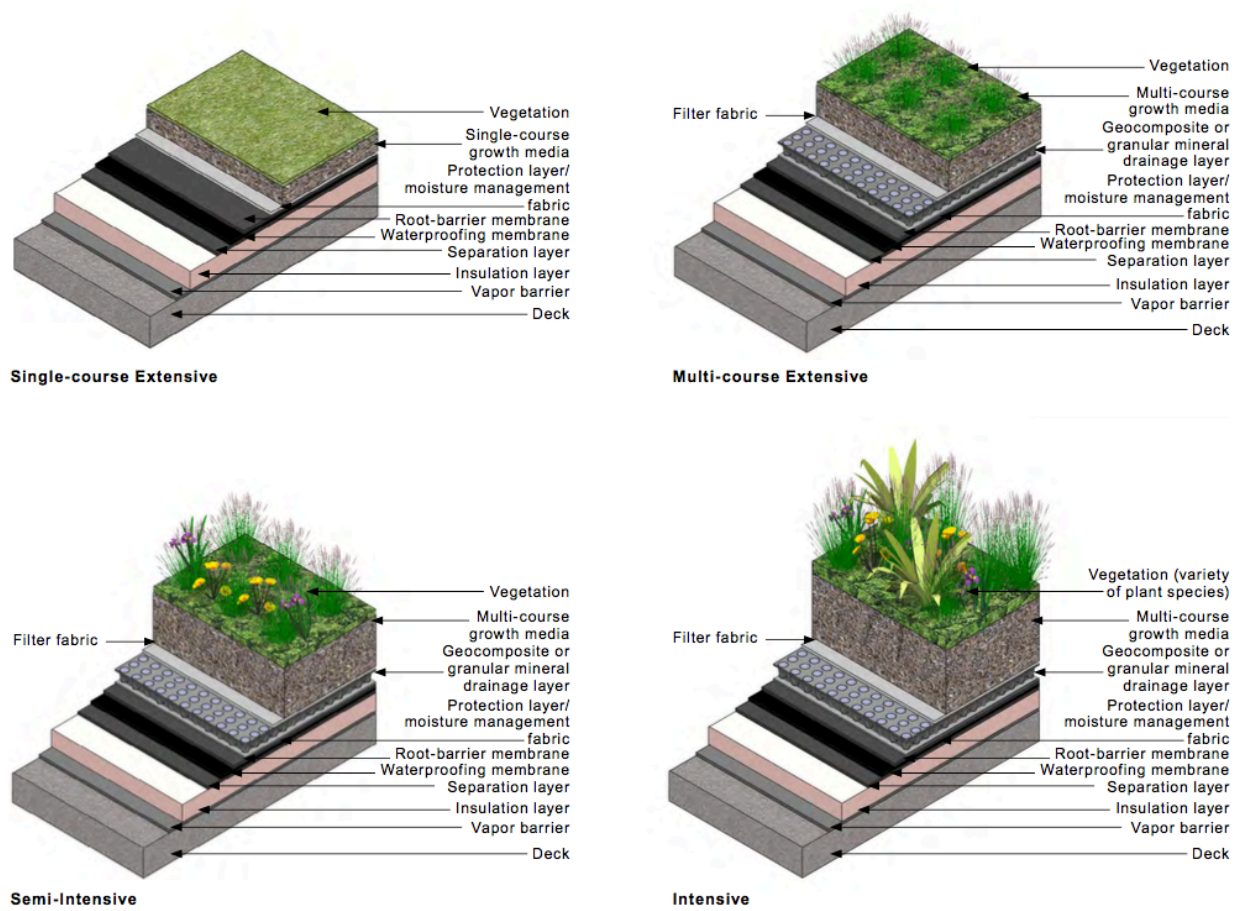 Vegetation
Single-course
growth media
Protection layer/
moisture management
fabric
Root-barrier membrane
Waterproofing membrane
Separation layer
Insulation layer
Vapor barrier
Deck
Single-course Extensive
Filter fabric
Vegetation
Multi-course
growth media
Geocomposite or
granular mineral
drainage layer
Protection layer/
moisture management
fabric
Root-barrier membrane
Waterproofing membrane
Separation layer
Insulation layer
Vapor barrier
Deck
Multi-course Extensive
Filter fabric
Vegetation
Multi-course
growth media
Geocomposite or
granular mineral
drainage layer
Protection layer/
moisture management
fabric
Root-barrier membrane
Waterproofing membrane
Separation layer
Insulation layer
Vapor barrier
Deck
Semi-Intensive
Filter fabric
Vegetation (variety
of plant species)
Multi-course
growth media
Geocomposite or
granular mineral
drainage layer
Protection layer/
moisture management
fabric
Root-barrier membrane
Waterproofing membrane
Separation layer
Insulation layer
Vapor barrier
Deck
Intensive